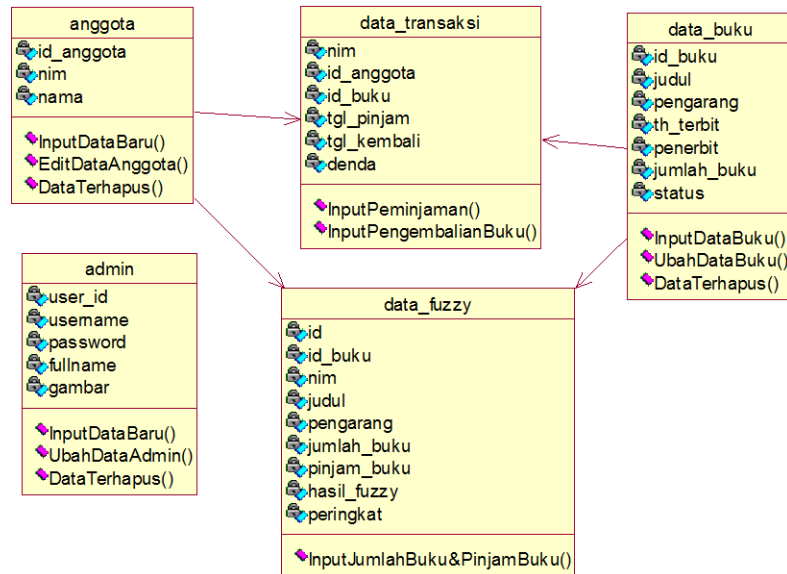 anggota
id_anggota
nim
nama
InputDataBaru()
EditDataAnggota()
DataTerhapus()
data_transaksi
nim
id_anggota
id_buku
tgl_pinjam
tgl_kembali
denda
InputPeminjaman()
InputPengembalianBuku()
data_buku
id_buku
judul
pengarang
th_terbit
penerbit
jumlah_buku
status
InputDataBuku()
UbahDataBuku()
DataTerhapus()
admin
user_id
username
password
fullname
gambar
InputDataBaru()
UbahDataAdmin()
DataTerhapus()
data_fuzzy
id
id_buku
nim
judul
pengarang
jumlah_buku
pinjam_buku
hasil_fuzzy
peringkat
InputJumlahBuku&PinjamBuku()